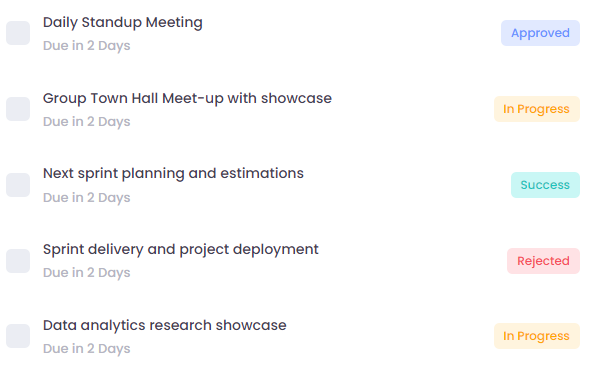 Daily Standup Meeting
Approved
Due in 2 Days
Group Town Hall Meet-up with showcase
In Progress
Due in 2 Days
Next sprint planning and estimations
Success
Due in 2 Days
Sprint delivery and project deployment
Rejected
Due in 2 Days
Data analytics research showcase
In Progress
Due in 2 Days